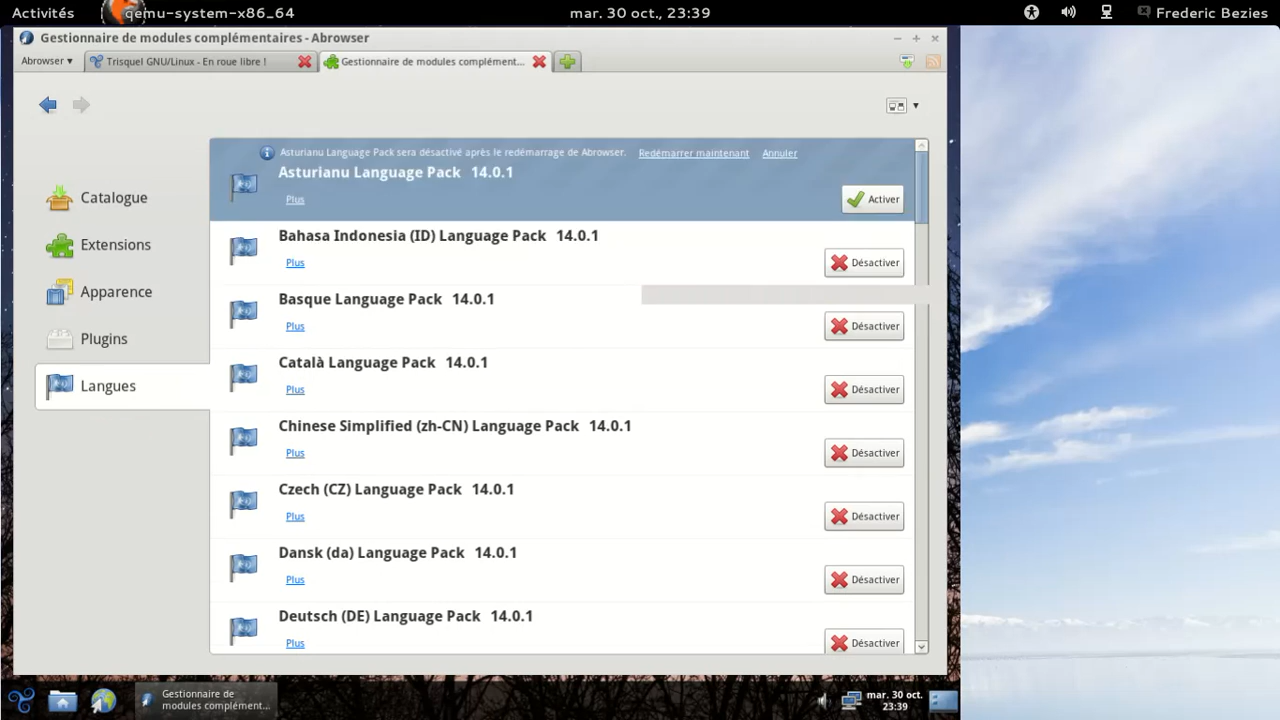 Activités
qemu-system-x86_64
mar. 30 oct., 23:39
Frederic Bezies
Gestionnaire de modules complémentaires - Abrowser
Abrowser
Trisquel GNU/Linux - En roue libre !
Gestionnaire de modules complément...
Catalogue
Extensions
Apparence
Plugins
Langues
Asturianu Language Pack sera désactivé après le redémarrage de Abrowser. Redémarrer maintenant Annuler
Asturianu Language Pack 14.0.1
Plus
Activer
Bahasa Indonesia (ID) Language Pack 14.0.1
Plus
Désactiver
Basque Language Pack 14.0.1
Plus
Désactiver
Català Language Pack 14.0.1
Plus
Désactiver
Chinese Simplified (zh-CN) Language Pack 14.0.1
Plus
Désactiver
Czech (CZ) Language Pack 14.0.1
Plus
Désactiver
Dansk (da) Language Pack 14.0.1
Plus
Désactiver
Deutsch (DE) Language Pack 14.0.1
Plus
Désactiver
Gestionnaire de
modules complément...
mar. 30 oct.
23:39